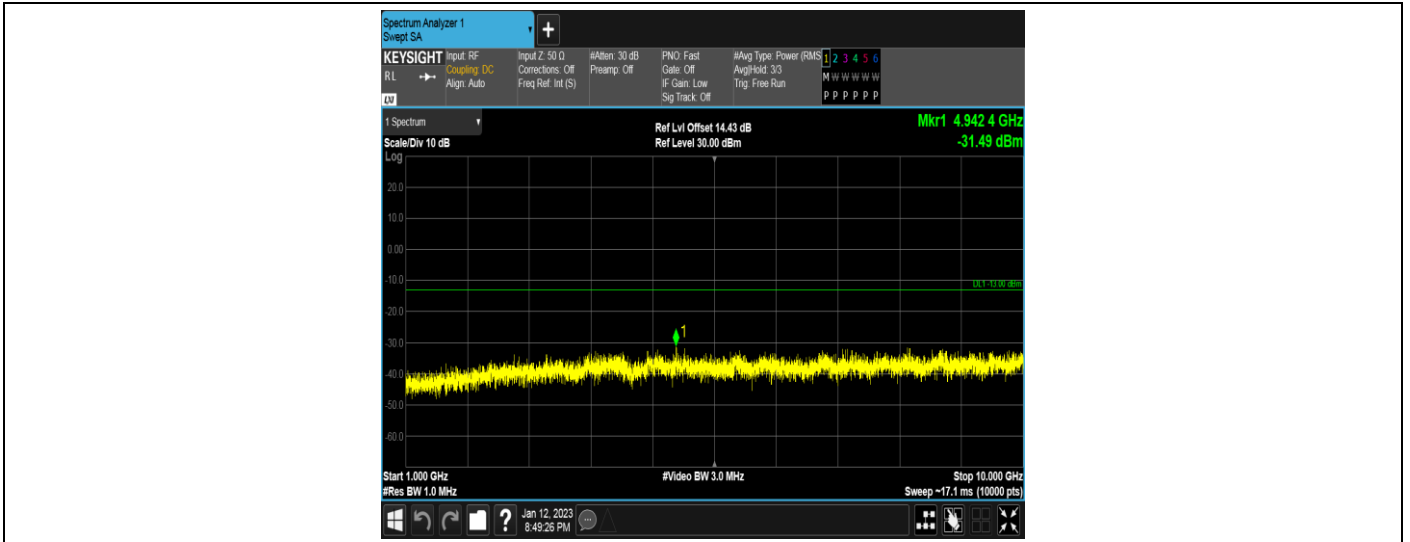 Spectrum Analyzer 1
Swept SA
+
KEYSIGHT
RL
LXI
Input: RF
Coupling: DC
Align: Auto
Input Z: 50 Ω
Corrections: Off
Freq Ref: Int (S)
#Atten: 30 dB
Preamp: Off
PNO: Fast
Gate: Off
IF Gain: Low
Sig Track: Off
#Avg Type: Power (RMS
Avg|Hold: 3/3
Trig: Free Run
1 2 3 4 5 6
M W W W W W
P P P P P P
1 Spectrum
Scale/Div 10 dB
Ref Lvl Offset 14.43 dB
Ref Level 30.00 dBm
Mkr1 4.942 4 GHz
-31.49 dBm
Log
20.0
10.0
0.00
-10.0
DL1 -13.00 dBm
-20.0
-30.0
1
-40.0
-50.0
-60.0
Start 1.000 GHz
#Res BW 1.0 MHz
#Video BW 3.0 MHz
Stop 10.000 GHz
Sweep ~17.1 ms (10000 pts)
?
Jan 12, 2023
8:49:26 PM